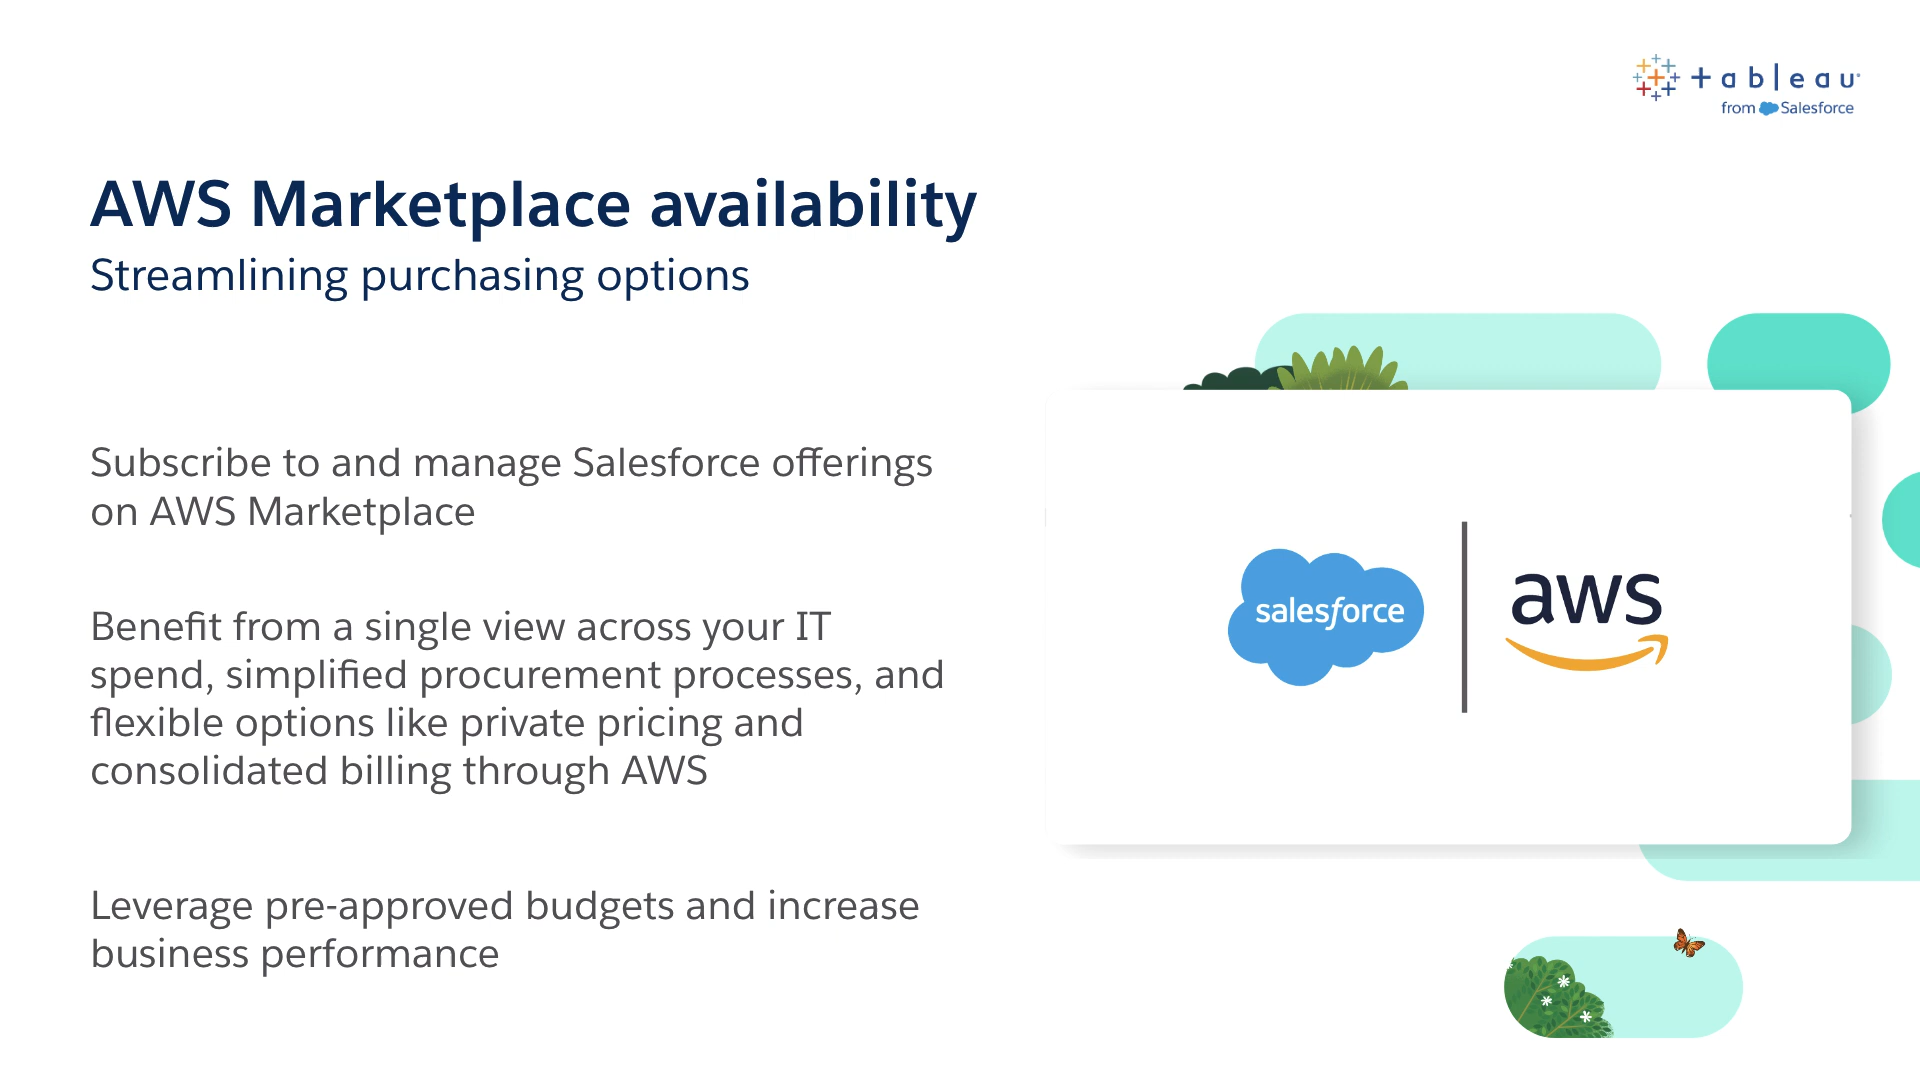 +ableau
from Salesforce
AWS Marketplace availability
Streamlining purchasing options
Subscribe to and manage Salesforce offerings
on AWS Marketplace
Benefit from a single view across your IT
spend, simplified procurement processes, and
flexible options like private pricing and
consolidated billing through AWS
Leverage pre-approved budgets and increase
business performance
salesforce
aws